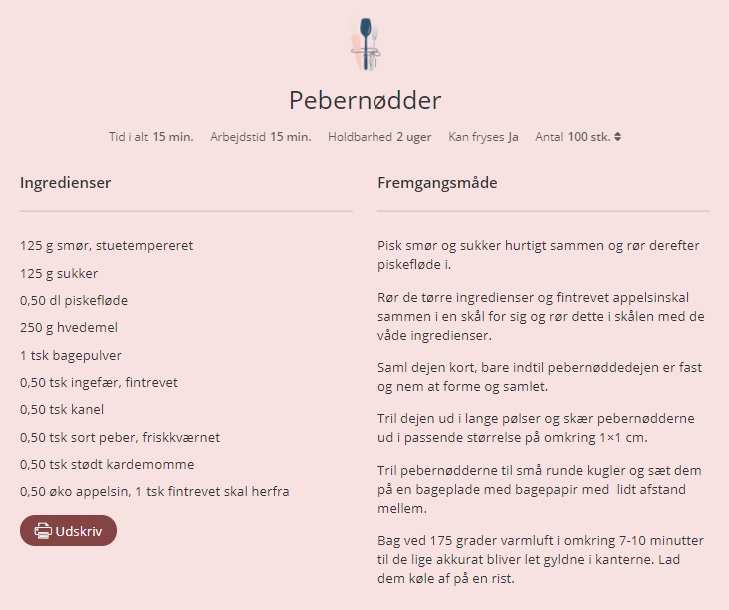 Pebernødder
Tid i alt 15 min. Arbejdstid 15 min. Holdbarhed 2 uger Kan fryses Ja Antal 100 stk.
Ingredienser
125 g smør, stuetempereret
125 g sukker
0,50 dl piskefløde
250 g hvedemel
1 tsk bagepulver
0,50 tsk ingefær, fintrevet
0,50 tsk kanel
0,50 tsk sort peber, friskkværnet
0,50 tsk stødt kardemomme
0,50 øko appelsin, 1 tsk fintrevet skal herfra
Udskriv
Fremgangsmåde
Pisk smør og sukker hurtigt sammen og rør derefter
piskefløde i.
Rør de tørre ingredienser og fintrevet appelsinskal
sammen i en skål for sig og rør dette i skålen med de
våde ingredienser.
Saml dejen kort, bare indtil pebernøddedejen er fast
og nem at forme og samlet.
Tril dejen ud i lange pølser og skær pebernødderne
ud i passende størrelse på omkring 1×1 cm.
Tril pebernødderne til små runde kugler og sæt dem
på en bageplade med bagepapir med lidt afstand
mellem.
Bag ved 175 grader varmluft i omkring 7-10 minutter
til de lige akkurat bliver let gyldne i kanterne. Lad
dem køle af på en rist.